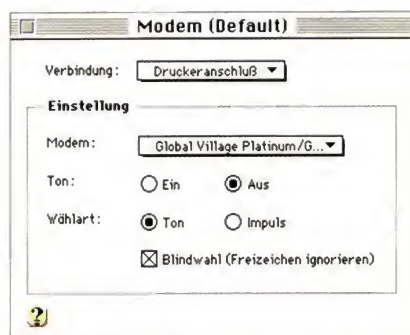 Modem (Default)
Verbindung: Druckeranschluß
Einstellung
Modem: Global Village Platinum/G...
Ton: Ein Aus
Wählart: Ton Impuls
Blindwahl (Freizeichen ignorieren)
?